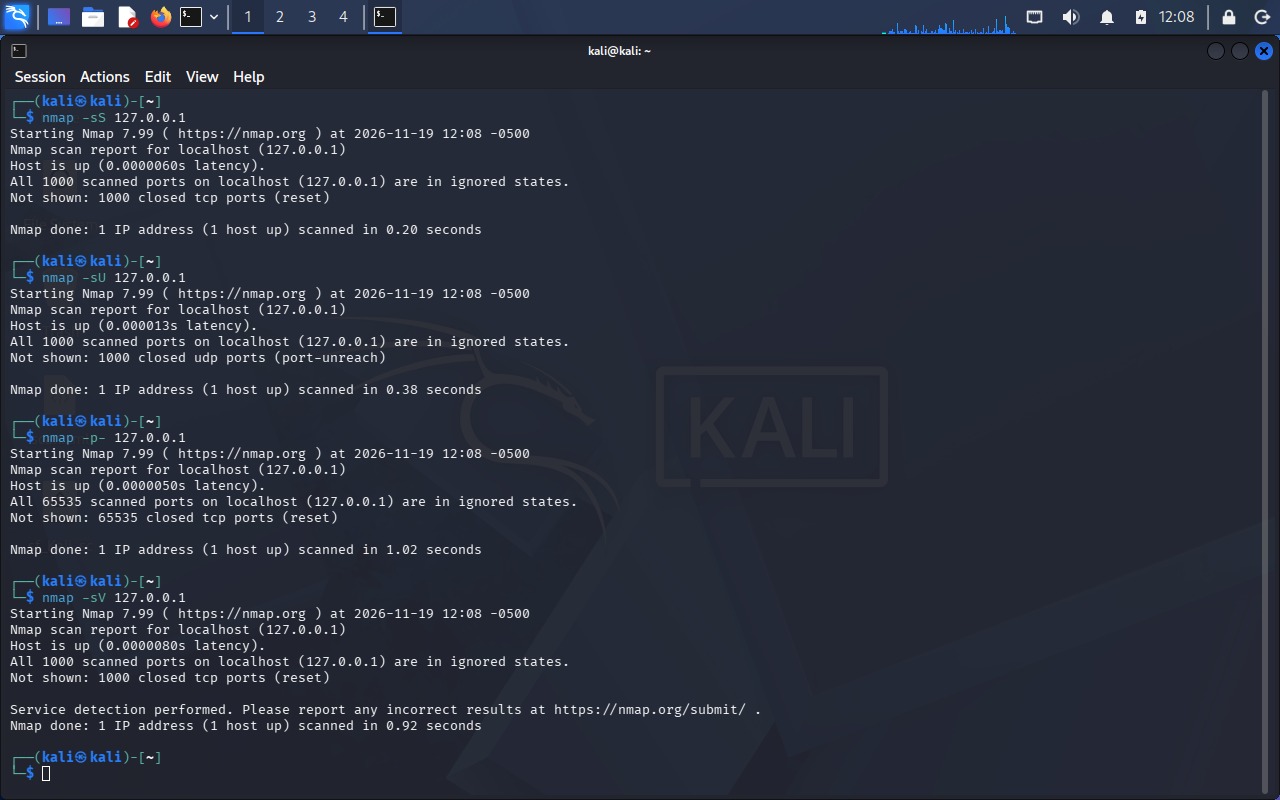 1 2 3 4 12:08
kali@kali: ~
Session Actions Edit View Help
┌──(kali㉿kali)-[~]
└─$ nmap -sS 127.0.0.1
Starting Nmap 7.99 ( https://nmap.org ) at 2026-11-19 12:08 -0500
Nmap scan report for localhost (127.0.0.1)
Host is up (0.0000060s latency).
All 1000 scanned ports on localhost (127.0.0.1) are in ignored states.
Not shown: 1000 closed tcp ports (reset)

Nmap done: 1 IP address (1 host up) scanned in 0.20 seconds

┌──(kali㉿kali)-[~]
└─$ nmap -sU 127.0.0.1
Starting Nmap 7.99 ( https://nmap.org ) at 2026-11-19 12:08 -0500
Nmap scan report for localhost (127.0.0.1)
Host is up (0.000013s latency).
All 1000 scanned ports on localhost (127.0.0.1) are in ignored states.
Not shown: 1000 closed udp ports (port-unreach)

Nmap done: 1 IP address (1 host up) scanned in 0.38 seconds

┌──(kali㉿kali)-[~]
└─$ nmap -p- 127.0.0.1
Starting Nmap 7.99 ( https://nmap.org ) at 2026-11-19 12:08 -0500
Nmap scan report for localhost (127.0.0.1)
Host is up (0.0000050s latency).
All 65535 scanned ports on localhost (127.0.0.1) are in ignored states.
Not shown: 65535 closed tcp ports (reset)

Nmap done: 1 IP address (1 host up) scanned in 1.02 seconds

┌──(kali㉿kali)-[~]
└─$ nmap -sV 127.0.0.1
Starting Nmap 7.99 ( https://nmap.org ) at 2026-11-19 12:08 -0500
Nmap scan report for localhost (127.0.0.1)
Host is up (0.0000080s latency).
All 1000 scanned ports on localhost (127.0.0.1) are in ignored states.
Not shown: 1000 closed tcp ports (reset)

Service detection performed. Please report any incorrect results at https://nmap.org/submit/ .
Nmap done: 1 IP address (1 host up) scanned in 0.92 seconds

┌──(kali㉿kali)-[~]
└─$
KALI